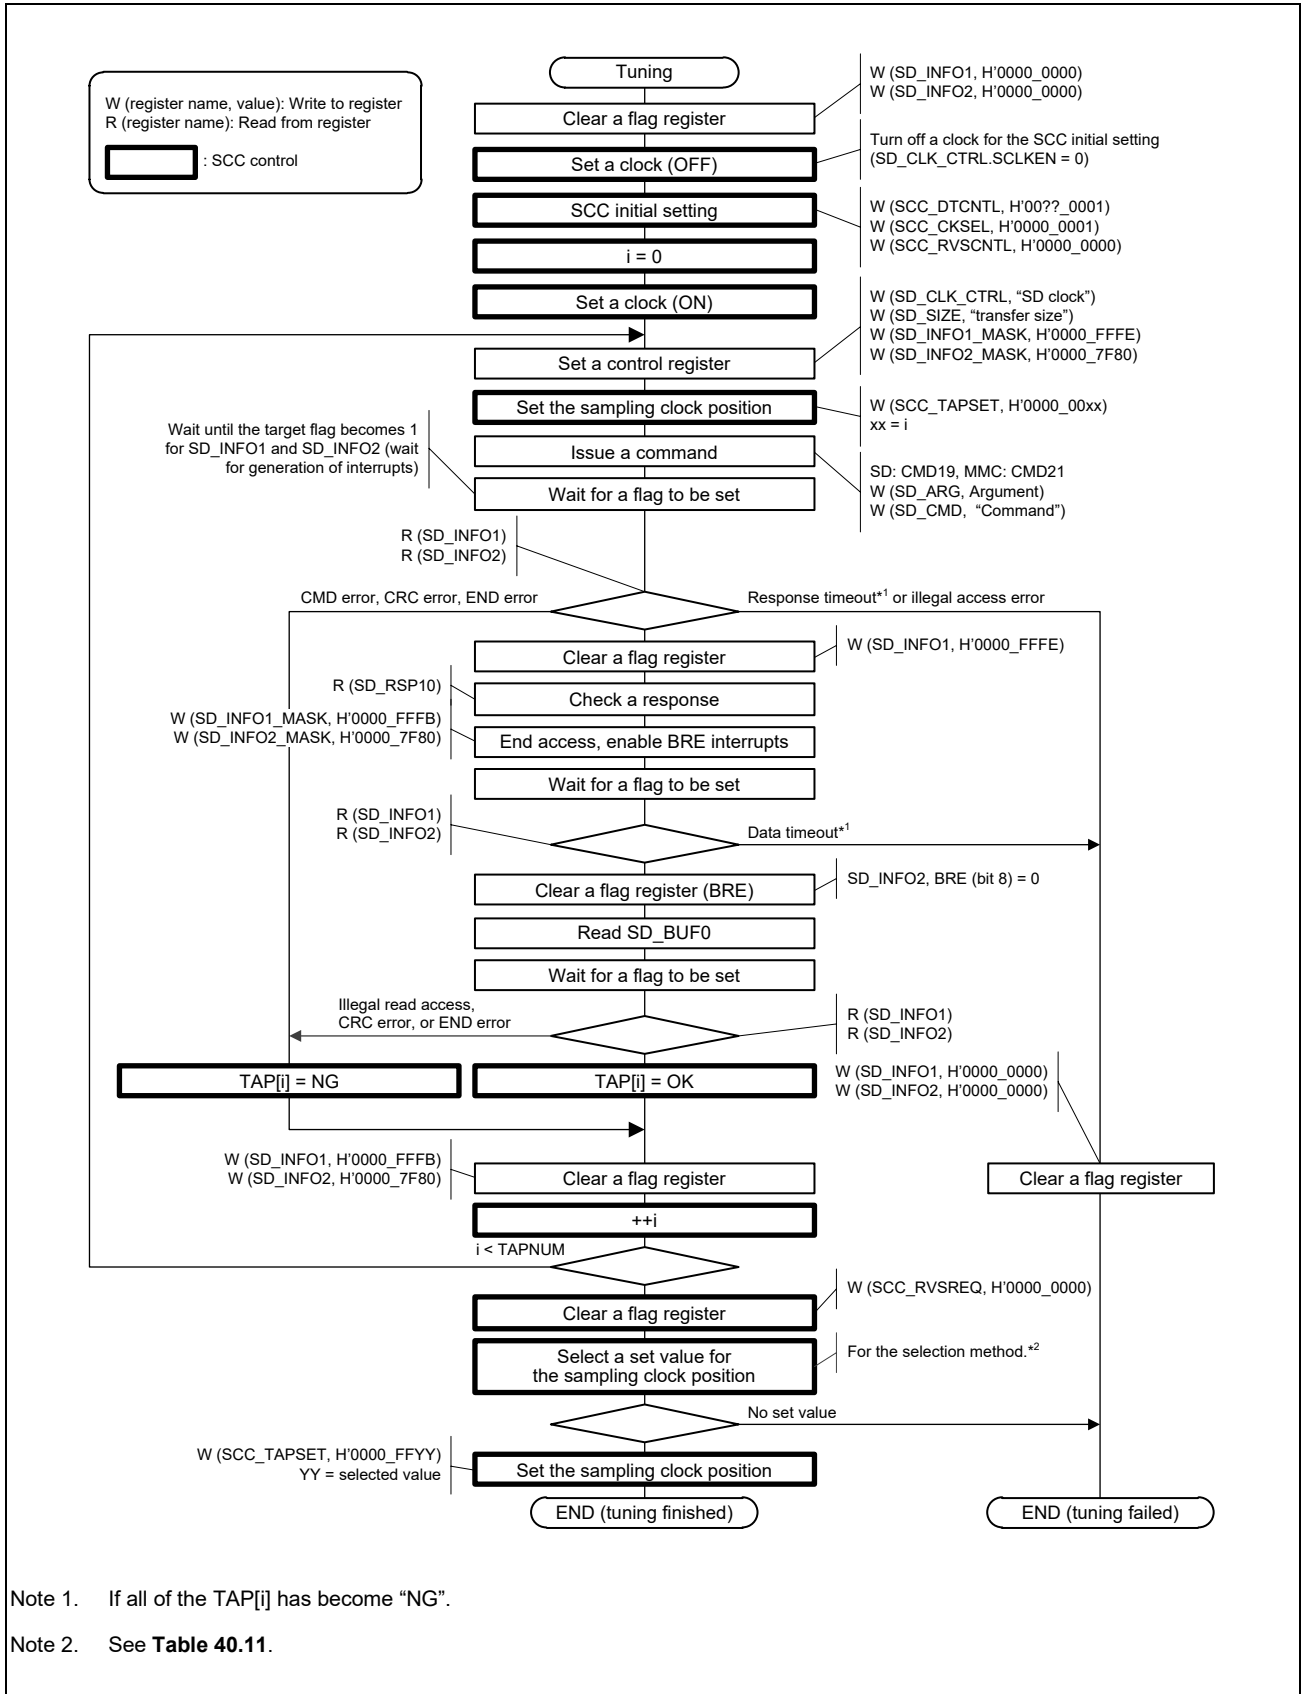 Tuning
W (SD_INFO1, H'0000_0000)
W (SD_INFO2, H'0000_0000)
W (register name, value): Write to register
R (register name): Read from register
: SCC control
Clear a flag register
Turn off a clock for the SCC initial setting
(SD_CLK_CTRL.SCLKEN = 0)
Set a clock (OFF)
SCC initial setting
W (SCC_DTCNTL, H'00??_0001)
W (SCC_CKSEL, H'0000_0001)
W (SCC_RVSCNTL, H'0000_0000)
i = 0
Set a clock (ON)
W (SD_CLK_CTRL, “SD clock”)
W (SD_SIZE, “transfer size”)
W (SD_INFO1_MASK, H'0000_FFFE)
W (SD_INFO2_MASK, H'0000_7F80)
Set a control register
Set the sampling clock position
W (SCC_TAPSET, H'0000_00xx)
xx = i
Wait until the target flag becomes 1
for SD_INFO1 and SD_INFO2 (wait
for generation of interrupts)
Issue a command
SD: CMD19, MMC: CMD21
W (SD_ARG, Argument)
W (SD_CMD, “Command”)
Wait for a flag to be set
R (SD_INFO1)
R (SD_INFO2)
CMD error, CRC error, END error
Response timeout*1 or illegal access error
Clear a flag register
W (SD_INFO1, H'0000_FFFE)
R (SD_RSP10)
Check a response
W (SD_INFO1_MASK, H'0000_FFFB)
W (SD_INFO2_MASK, H'0000_7F80)
End access, enable BRE interrupts
Wait for a flag to be set
R (SD_INFO1)
R (SD_INFO2)
Data timeout*1
Clear a flag register (BRE)
SD_INFO2, BRE (bit 8) = 0
Read SD_BUF0
Wait for a flag to be set
Illegal read access,
CRC error, or END error
R (SD_INFO1)
R (SD_INFO2)
TAP[i] = NG
TAP[i] = OK
W (SD_INFO1, H'0000_0000)
W (SD_INFO2, H'0000_0000)
W (SD_INFO1, H'0000_FFFB)
W (SD_INFO2, H'0000_7F80)
Clear a flag register
Clear a flag register
++i
i < TAPNUM
Clear a flag register
W (SCC_RVSREQ, H'0000_0000)
Select a set value for
the sampling clock position
For the selection method.*2
No set value
W (SCC_TAPSET, H'0000_FFYY)
YY = selected value
Set the sampling clock position
END (tuning finished)
END (tuning failed)
Note 1. If all of the TAP[i] has become “NG”.
Note 2. See Table 40.11.